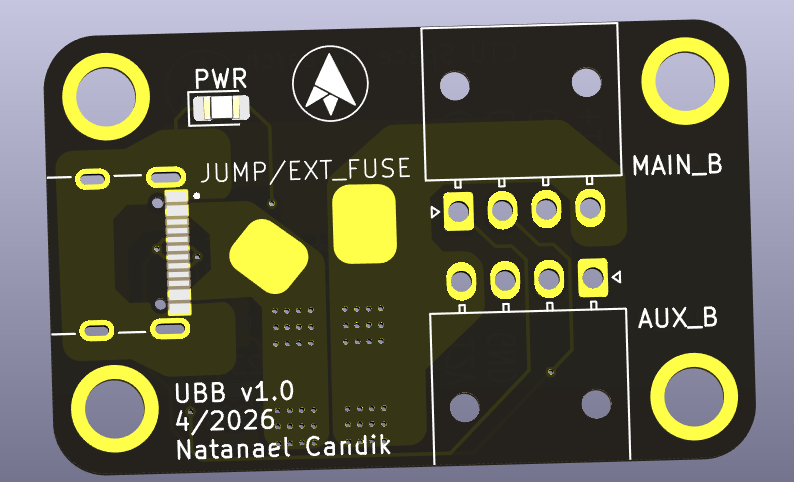 PWR
JUMP/EXT_FUSE
MAIN_B
AUX_B
UBB v1.0
4/2026
Natanael Candik